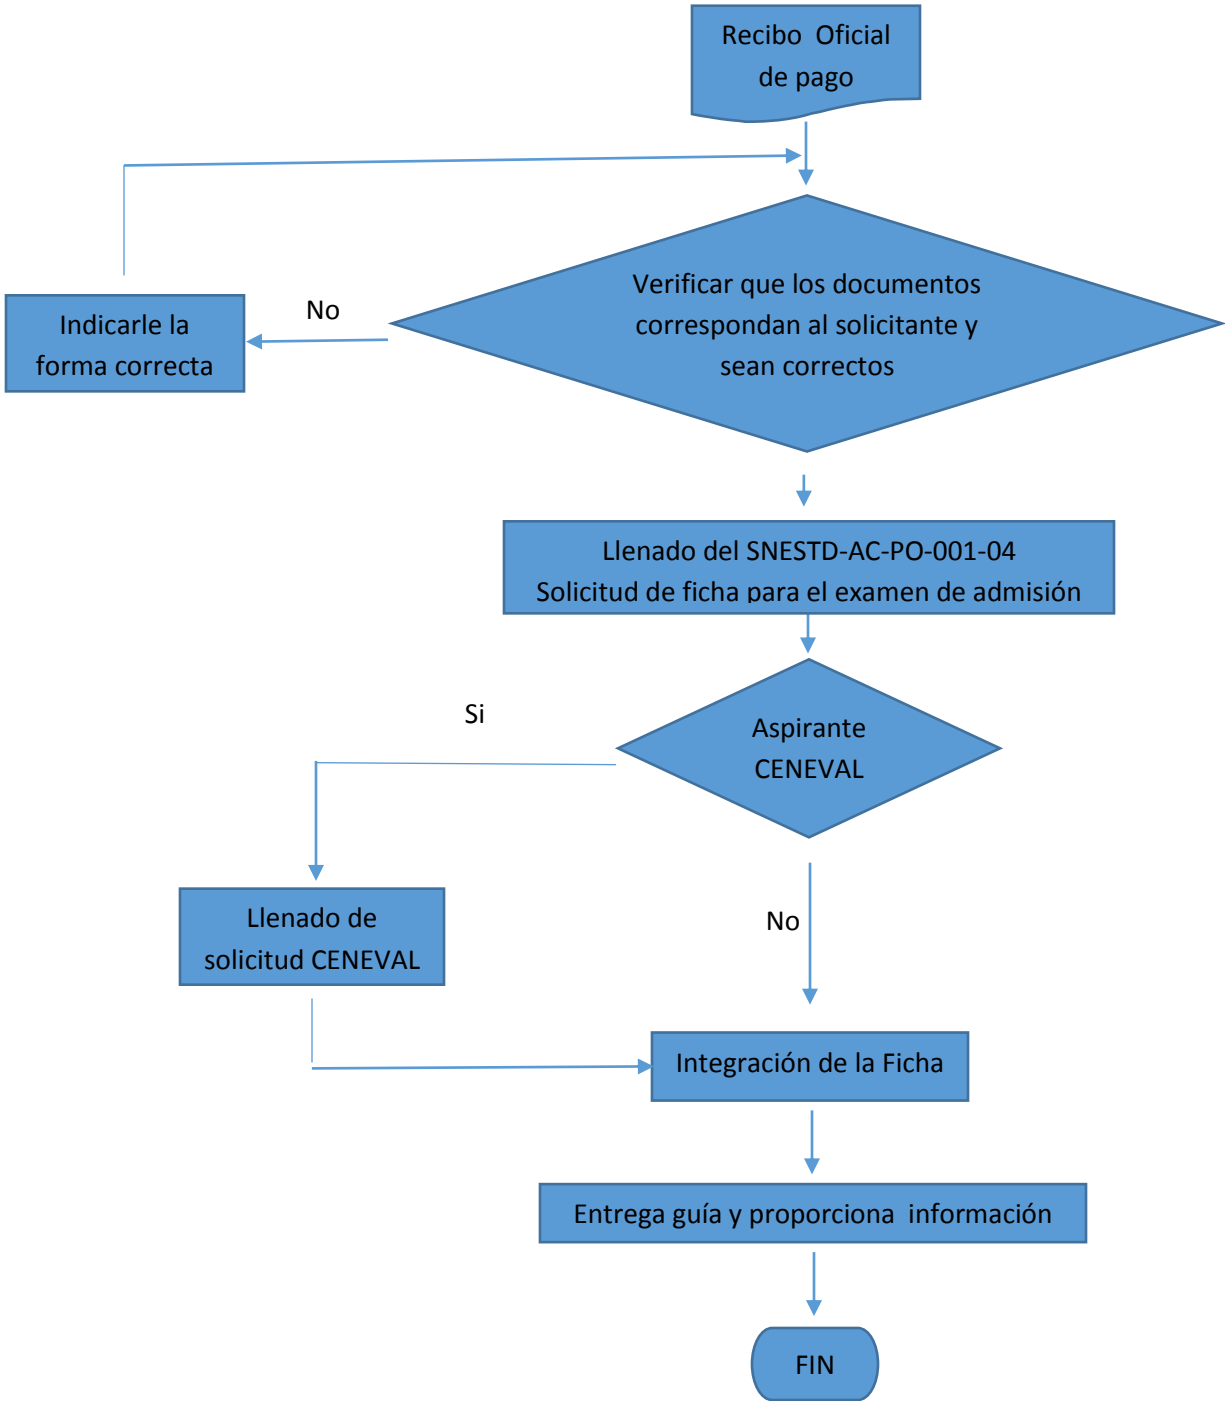 Recibo  Oficial
de pago
Verificar que los documentos
correspondan al solicitante y
sean correctos
No
Indicarle la
forma correcta
Llenado del SNESTD-AC-PO-001-04
Solicitud de ficha para el examen de admisión
Si
Aspirante
CENEVAL
Llenado de
solicitud CENEVAL
No
Integración de la Ficha
Entrega guía y proporciona  información
FIN